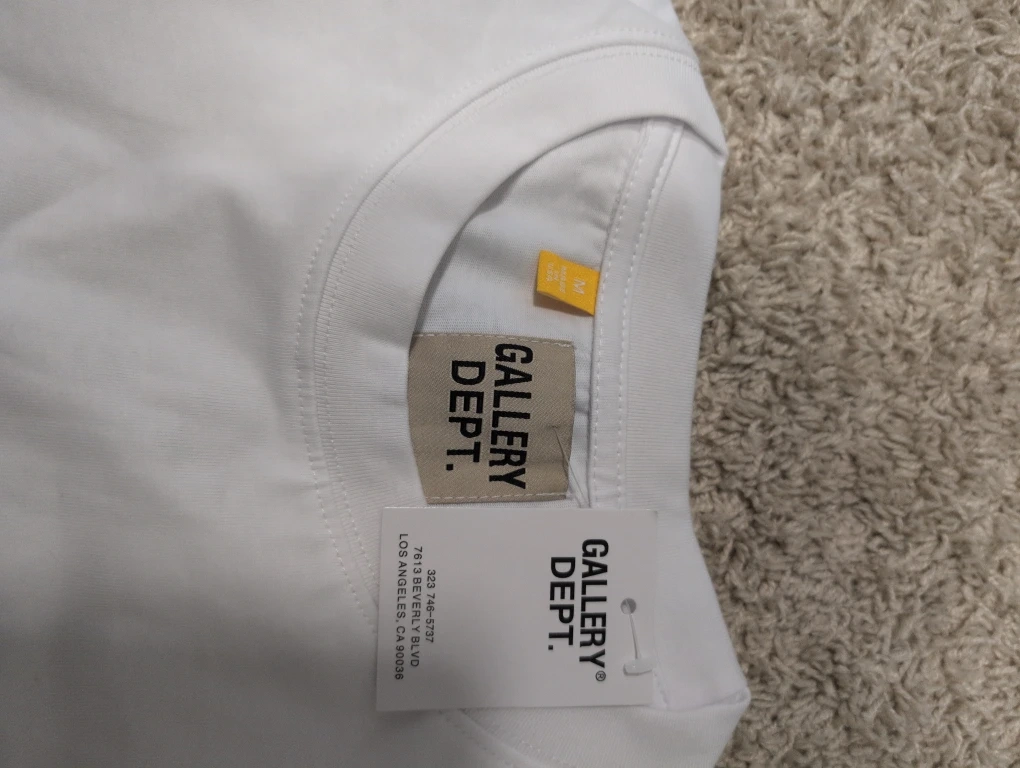 M
GALLERY
DEPT.
GALLERY®
DEPT.
323 746-5737
7613 BEVERLY BLVD
LOS ANGELES, CA 90036